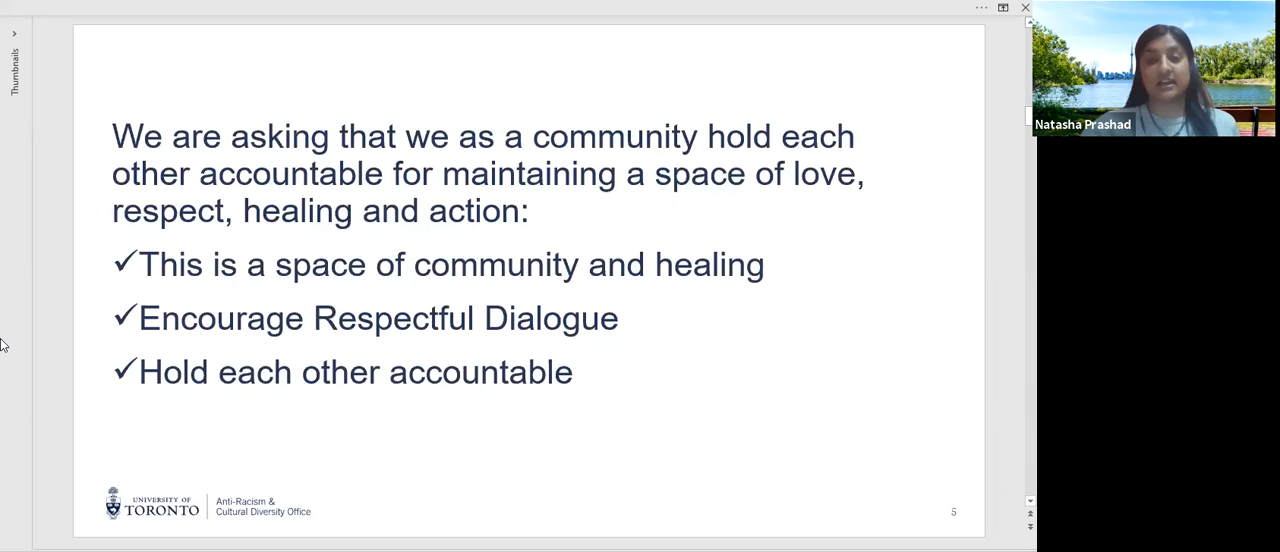 Thumbnails
We are asking that we as a community hold each
other accountable for maintaining a space of love,
respect, healing and action:
✓This is a space of community and healing
✓Encourage Respectful Dialogue
✓Hold each other accountable
UNIVERSITY OF
TORONTO
Anti-Racism &
Cultural Diversity Office
5
Natasha Prashad